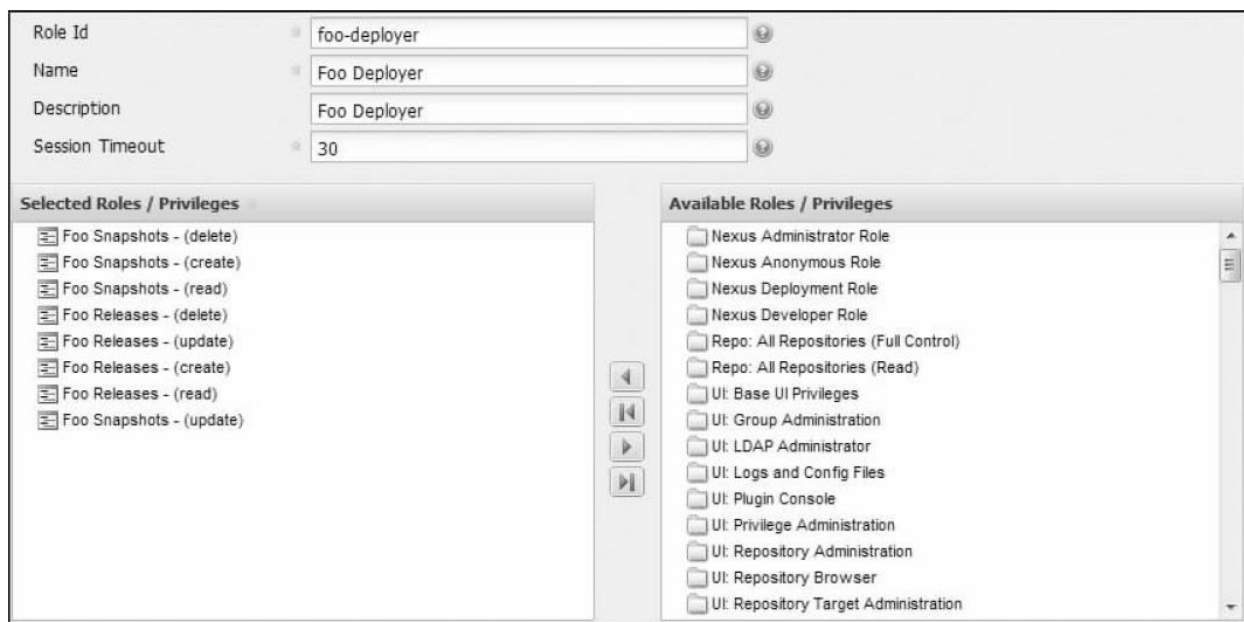 Role Id foo-deployer
Name Foo Deployer
Description Foo Deployer
Session Timeout 30
Selected Roles / Privileges
Foo Snapshots - (delete)
Foo Snapshots - (create)
Foo Snapshots - (read)
Foo Releases - (delete)
Foo Releases - (update)
Foo Releases - (create)
Foo Releases - (read)
Foo Snapshots - (update)
Available Roles / Privileges
Nexus Administrator Role
Nexus Anonymous Role
Nexus Deployment Role
Nexus Developer Role
Repo: All Repositories (Full Control)
Repo: All Repositories (Read)
UI: Base UI Privileges
UI: Group Administration
UI: LDAP Administrator
UI: Logs and Config Files
UI: Plugin Console
UI: Privilege Administration
UI: Repository Administration
UI: Repository Browser
UI: Repository Target Administration